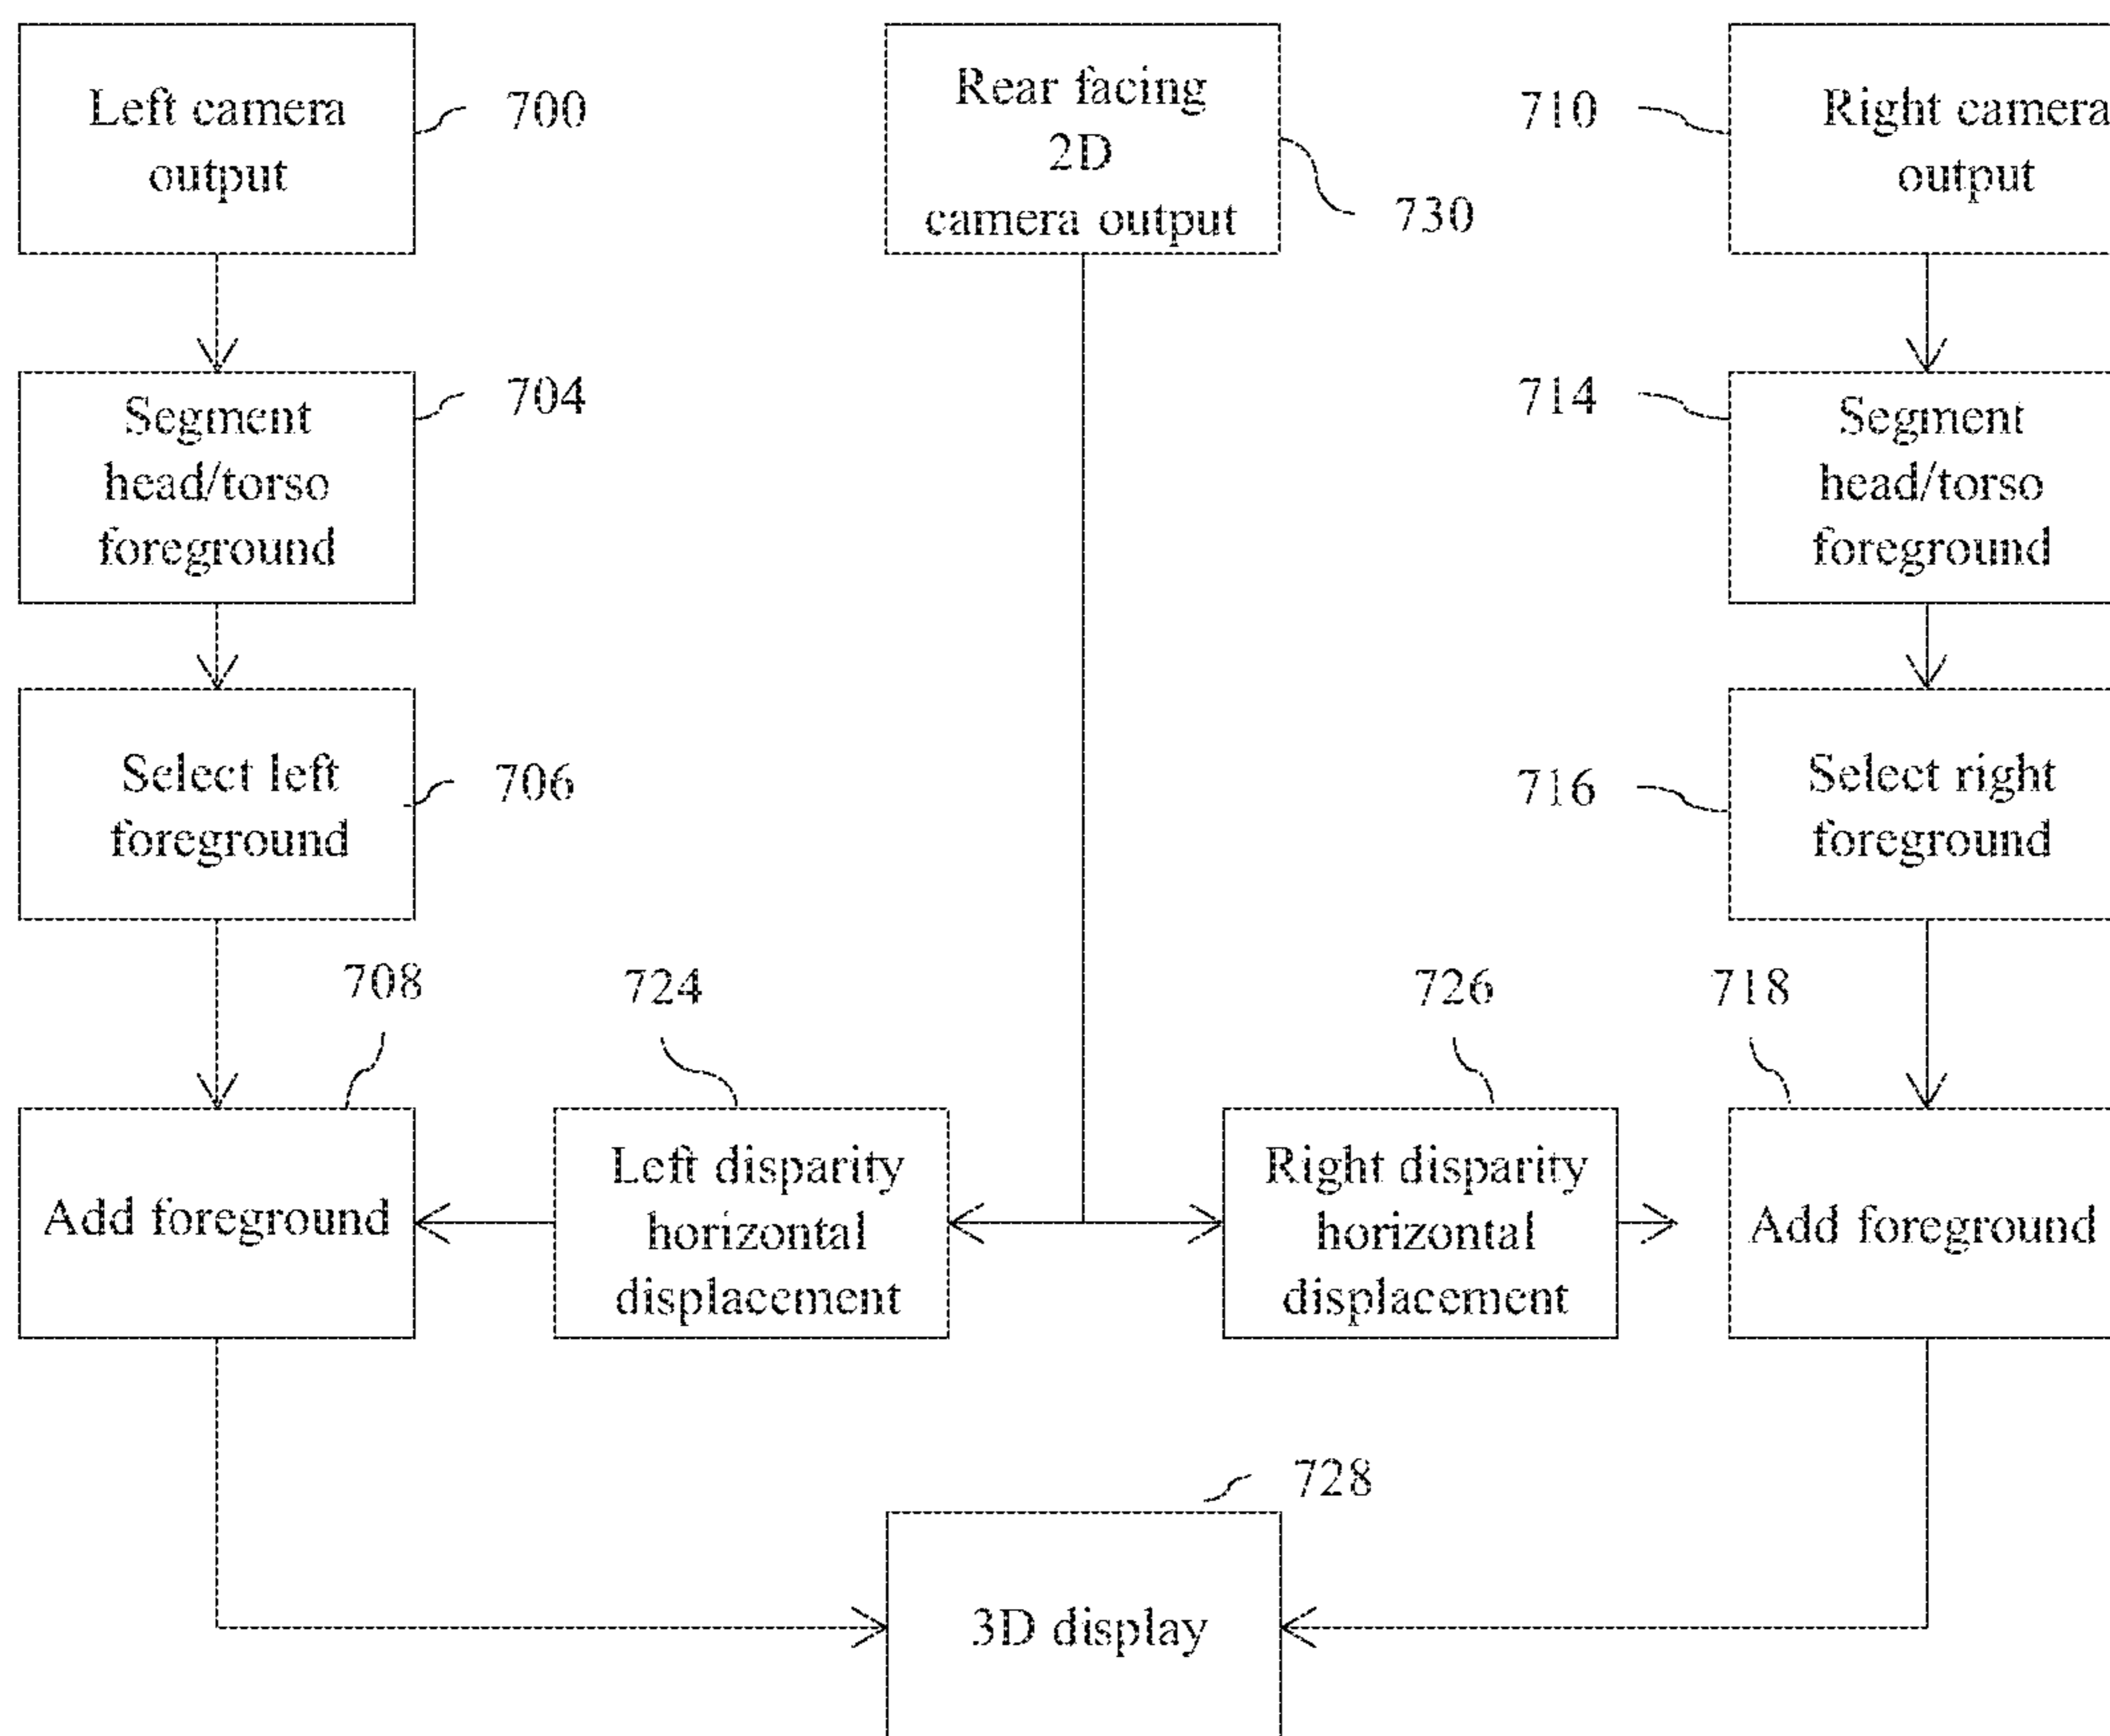 Left camera
output
700
Rear facing
2D
camera output
730
710
Right camera
output
Segment
head/torso
foreground
704
714
Segment
head/torso
foreground
Select left
foreground
706
716
Select right
foreground
708
724
726
718
Add foreground
Left disparity
horizontal
displacement
Right disparity
horizontal
displacement
Add foreground
728
3D display